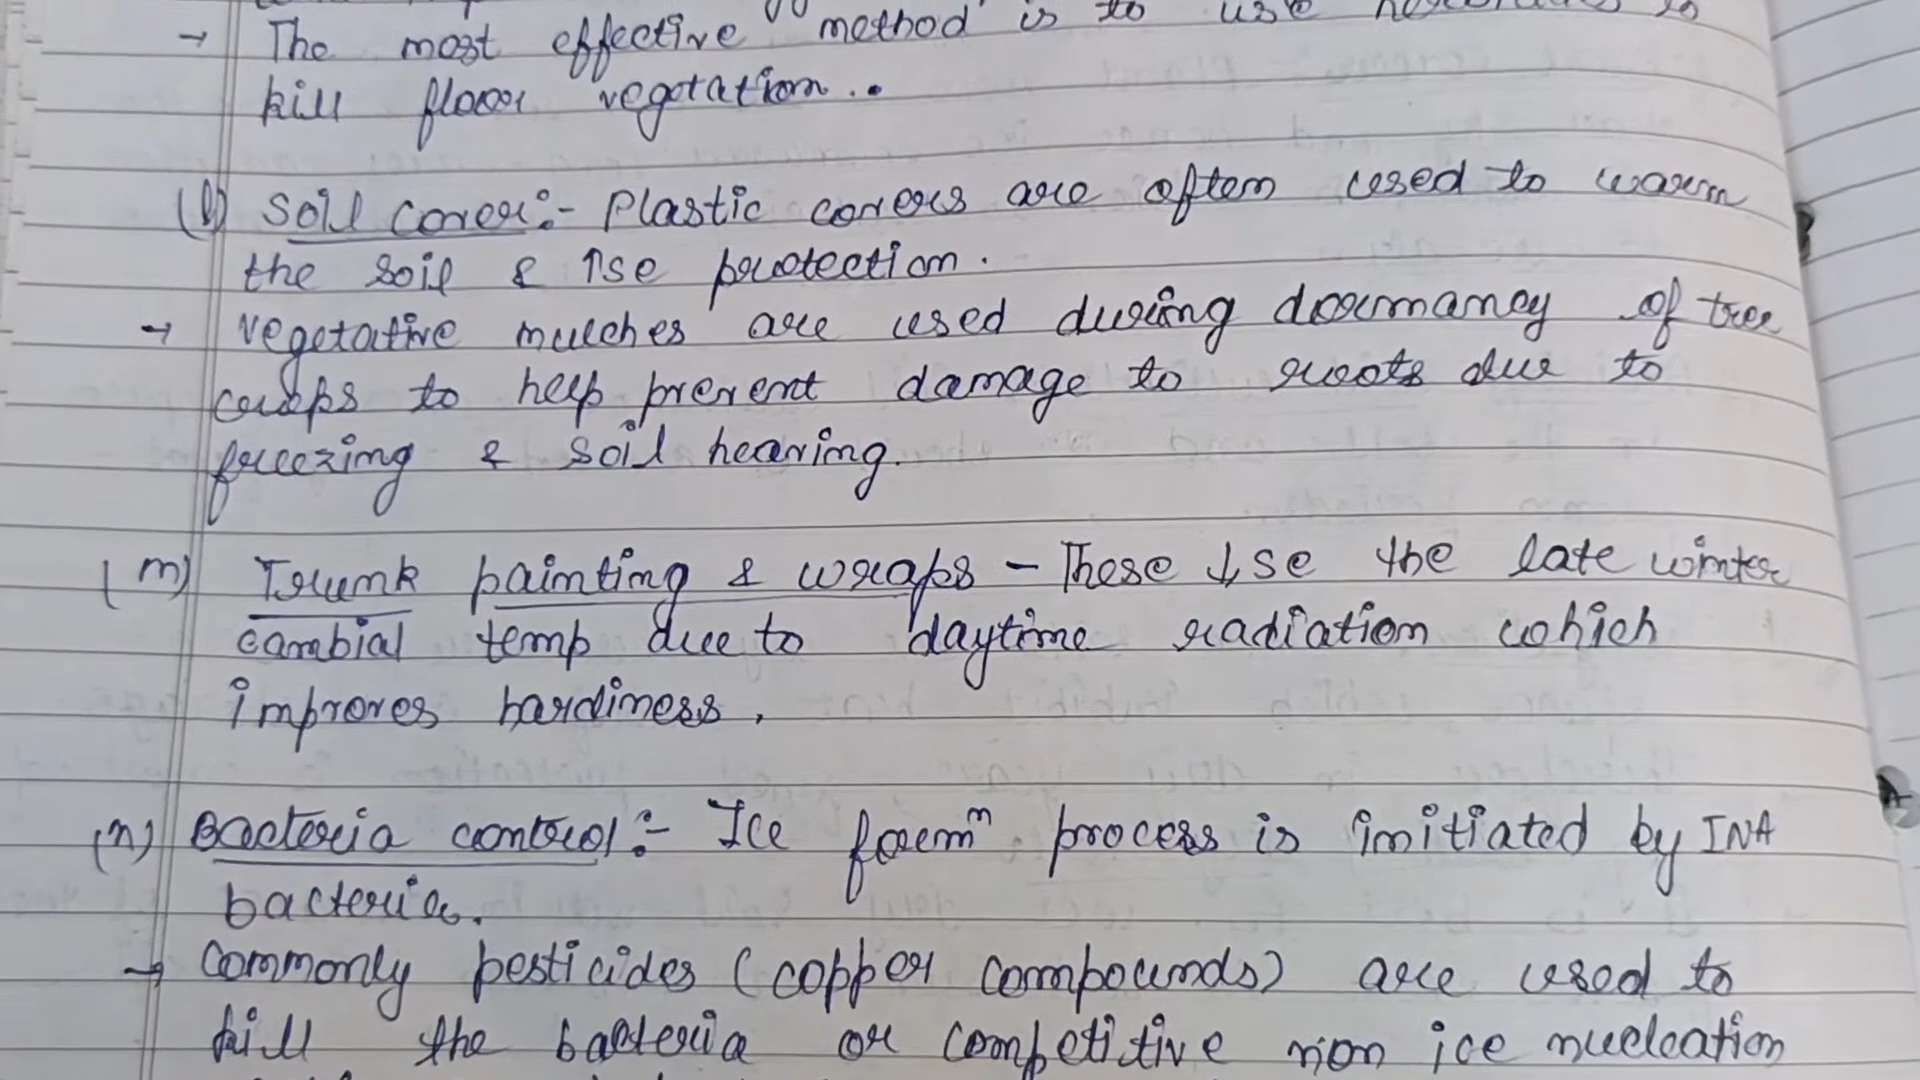 → The most effective method is to use
kill floor vegetation..
(l) Soil cover:- Plastic covers are often used to warm
the soil & ↑se protection.
→ vegetative mulches are used during dormancy of tree
crops to help prevent damage to roots due to
freezing & soil heaving.
(m) Trunk painting & wraps - These ↓se the late winter
cambial temp due to daytime radiation which
improves hardiness.
(n) Bacteria control:- Ice formⁿ process is initiated by INA
bacteria.
→ commonly pesticides (copper compounds) are used to
kill the bacteria or competitive non ice nucleation